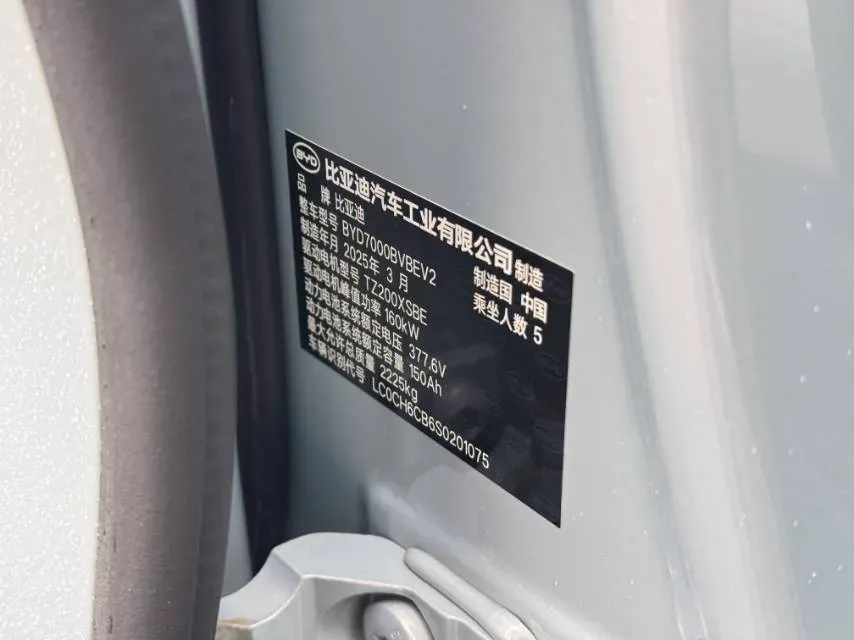 BYD 比亚迪汽车工业有限公司 制造
品牌 比亚迪 制造国 中国
整车型号 BYD7000BVBEV2 乘坐人数 5
制造年月 2025年 3 月
驱动电机型号 TZ200XSBE
驱动电机峰值功率 160kW
动力电池系统额定电压 377.6V
动力电池系统额定容量 150Ah
最大允许总质量 2225kg
车辆识别代号 LC0CH6CB6S0201075